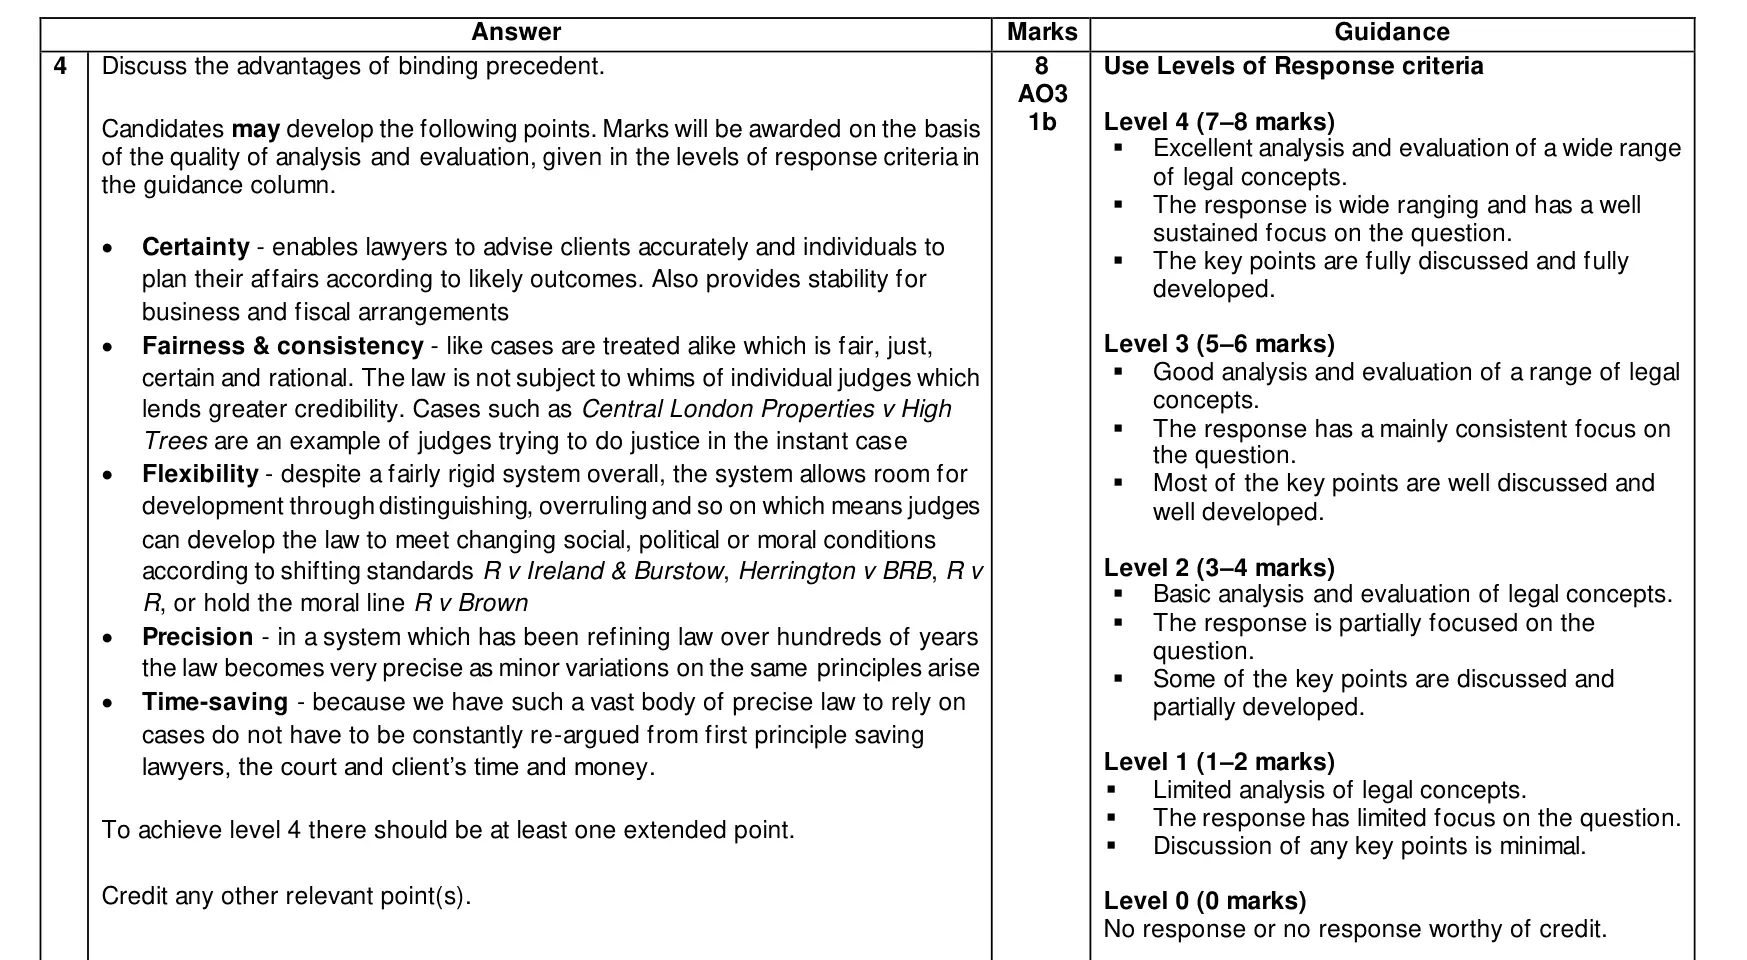 Answer
Marks
Guidance
4
Discuss the advantages of binding precedent.
Candidates may develop the following points. Marks will be awarded on the basis
of the quality of analysis and evaluation, given in the levels of response criteria in
the guidance column.
• Certainty - enables lawyers to advise clients accurately and individuals to
plan their affairs according to likely outcomes. Also provides stability for
business and fiscal arrangements
• Fairness & consistency - like cases are treated alike which is fair, just,
certain and rational. The law is not subject to whims of individual judges which
lends greater credibility. Cases such as Central London Properties v High
Trees are an example of judges trying to do justice in the instant case
• Flexibility - despite a fairly rigid system overall, the system allows room for
development through distinguishing, overruling and so on which means judges
can develop the law to meet changing social, political or moral conditions
according to shifting standards R v Ireland & Burstow, Herrington v BRB, R v
R, or hold the moral line R v Brown
• Precision - in a system which has been refining law over hundreds of years
the law becomes very precise as minor variations on the same principles arise
• Time-saving - because we have such a vast body of precise law to rely on
cases do not have to be constantly re-argued from first principle saving
lawyers, the court and client's time and money.
To achieve level 4 there should be at least one extended point.
Credit any other relevant point(s).
8
AO3
1b
Use Levels of Response criteria
Level 4 (7–8 marks)
▪ Excellent analysis and evaluation of a wide range
of legal concepts.
▪ The response is wide ranging and has a well
sustained focus on the question.
▪ The key points are fully discussed and fully
developed.
Level 3 (5–6 marks)
▪ Good analysis and evaluation of a range of legal
concepts.
▪ The response has a mainly consistent focus on
the question.
▪ Most of the key points are well discussed and
well developed.
Level 2 (3–4 marks)
▪ Basic analysis and evaluation of legal concepts.
▪ The response is partially focused on the
question.
▪ Some of the key points are discussed and
partially developed.
Level 1 (1–2 marks)
▪ Limited analysis of legal concepts.
▪ The response has limited focus on the question.
▪ Discussion of any key points is minimal.
Level 0 (0 marks)
No response or no response worthy of credit.